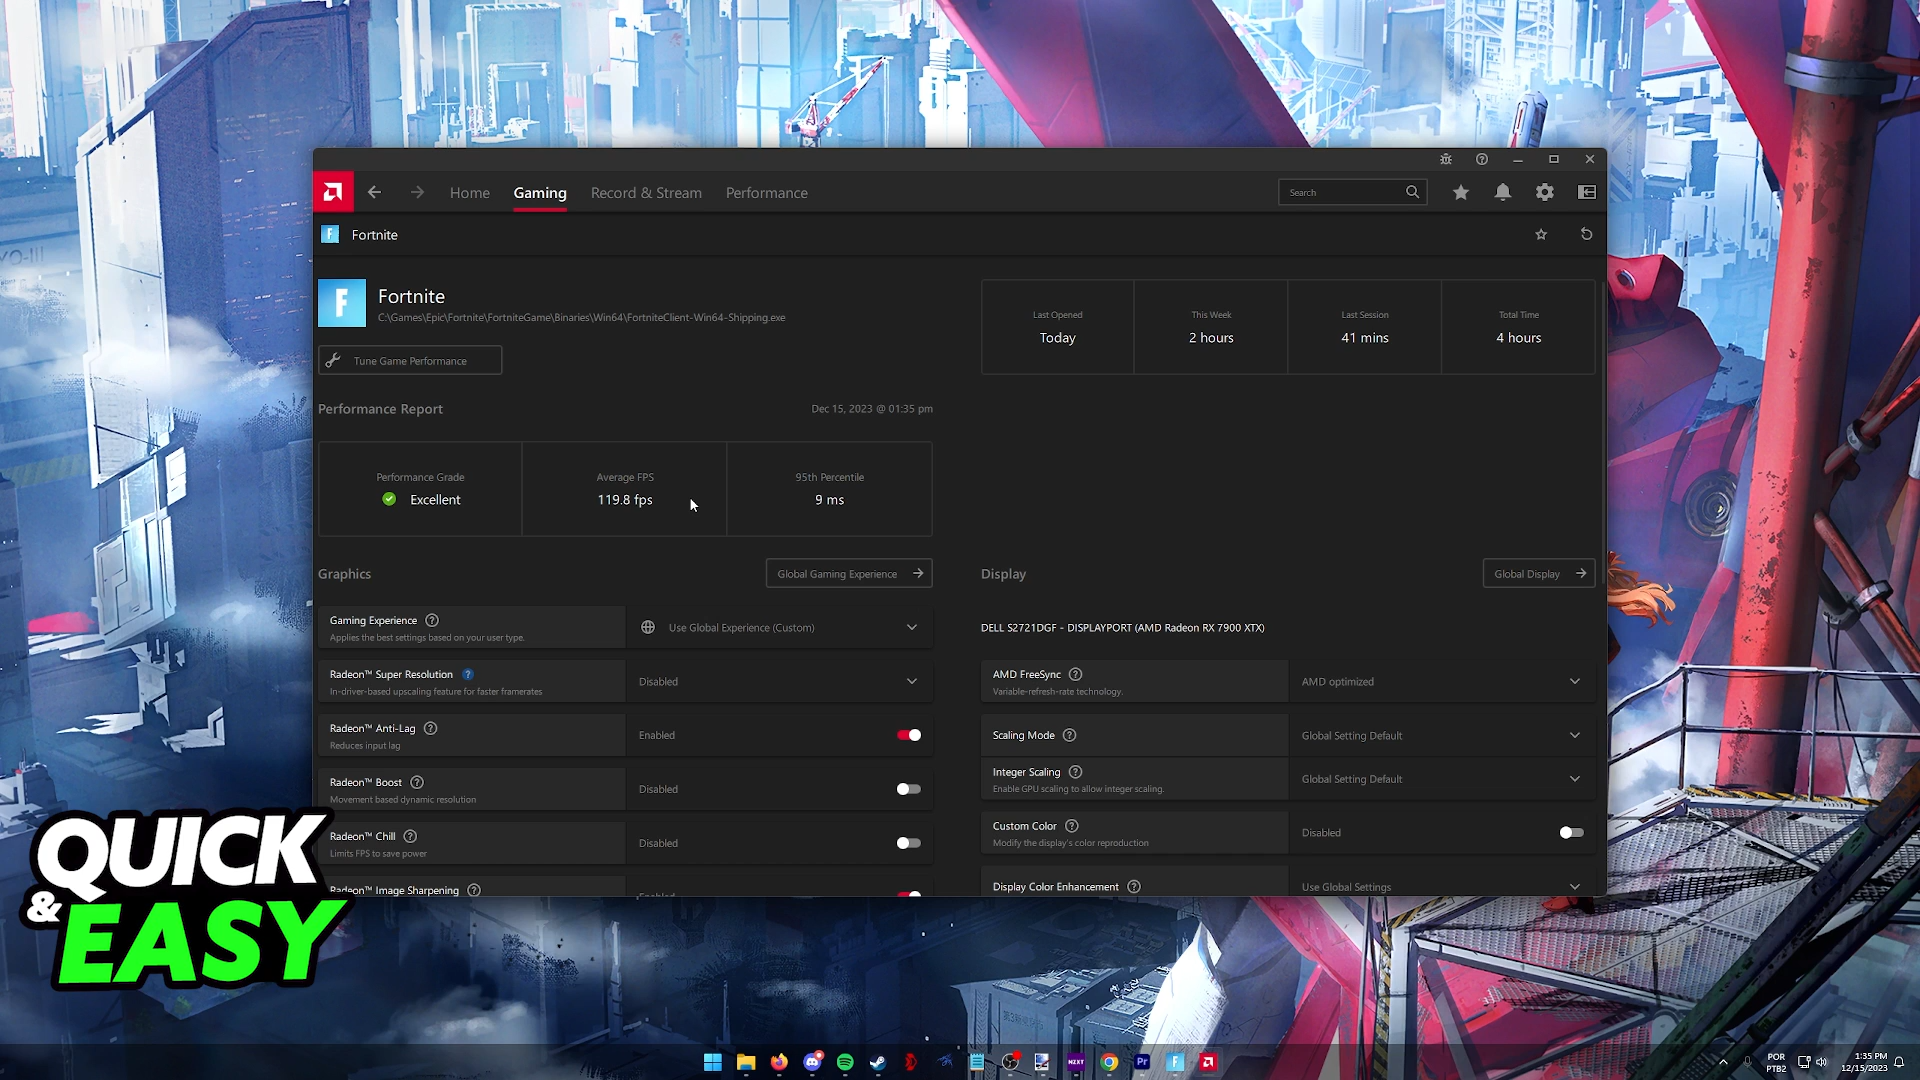 Home
Gaming
Record & Stream
Performance
Search
Fortnite
Fortnite
C:\Games\Epic\Fortnite\FortniteGame\Binaries\Win64\FortniteClient-Win64-Shipping.exe
Last Opened
Today
This Week
2 hours
Last Session
41 mins
Total Time
4 hours
Tune Game Performance
Performance Report
Dec 15, 2023 @ 01:35 pm
Performance Grade
Excellent
Average FPS
119.8 fps
95th Percentile
9 ms
Graphics
Global Gaming Experience
Gaming Experience
Applies the best settings based on your user type.
Use Global Experience (Custom)
Radeon™ Super Resolution
In-driver-based upscaling feature for faster framerates
Disabled
Radeon™ Anti-Lag
Reduces input lag
Enabled
Radeon™ Boost
Movement based dynamic resolution
Disabled
Radeon™ Chill
Limits FPS to save power
Disabled
Radeon™ Image Sharpening
Enabled
Display
Global Display
DELL S2721DGF - DISPLAYPORT (AMD Radeon RX 7900 XTX)
AMD FreeSync
Variable-refresh-rate technology.
AMD optimized
Scaling Mode
Global Setting Default
Integer Scaling
Enable GPU scaling to allow integer scaling.
Global Setting Default
Custom Color
Modify the display's color reproduction
Disabled
Display Color Enhancement
Use Global Settings
QUICK
& EASY
NZXT
Pr
POR
PTB2
1:35 PM
12/15/2023